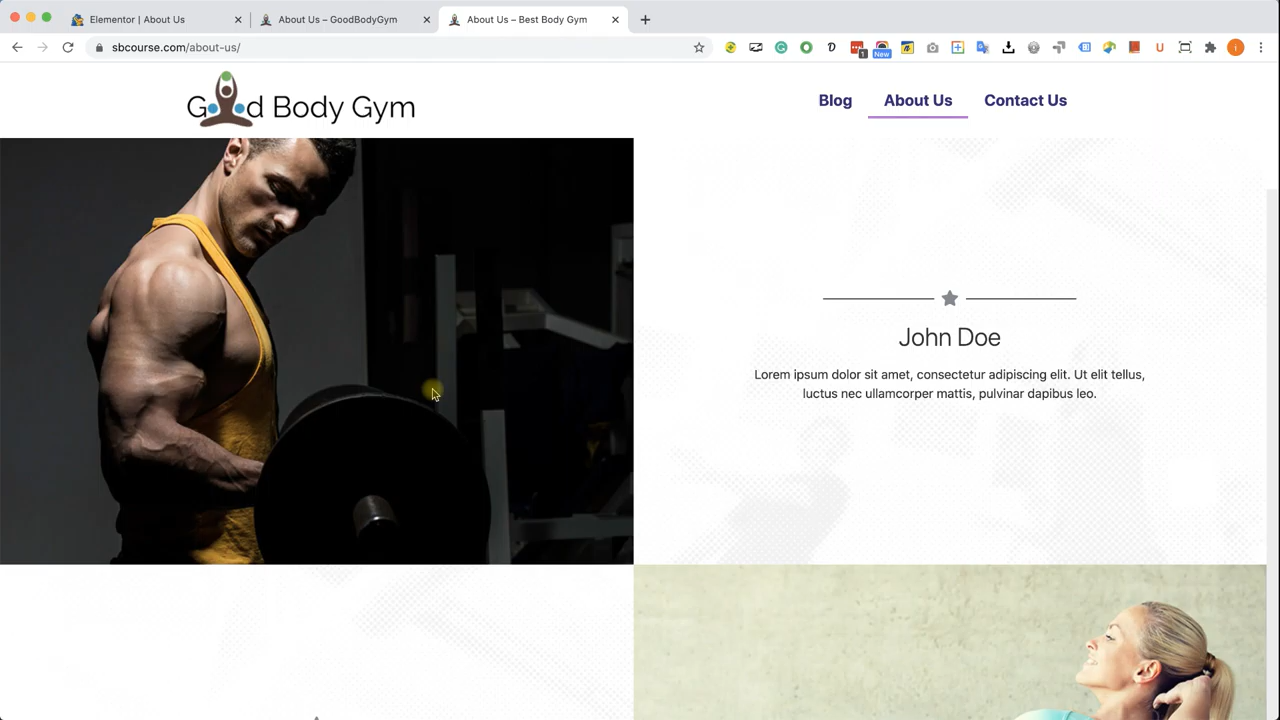 Elementor | About Us
About Us – GoodBodyGym
About Us – Best Body Gym
sbcourse.com/about-us/
New
1
Good Body Gym
Blog
About Us
Contact Us
John Doe
Lorem ipsum dolor sit amet, consectetur adipiscing elit. Ut elit tellus,
luctus nec ullamcorper mattis, pulvinar dapibus leo.